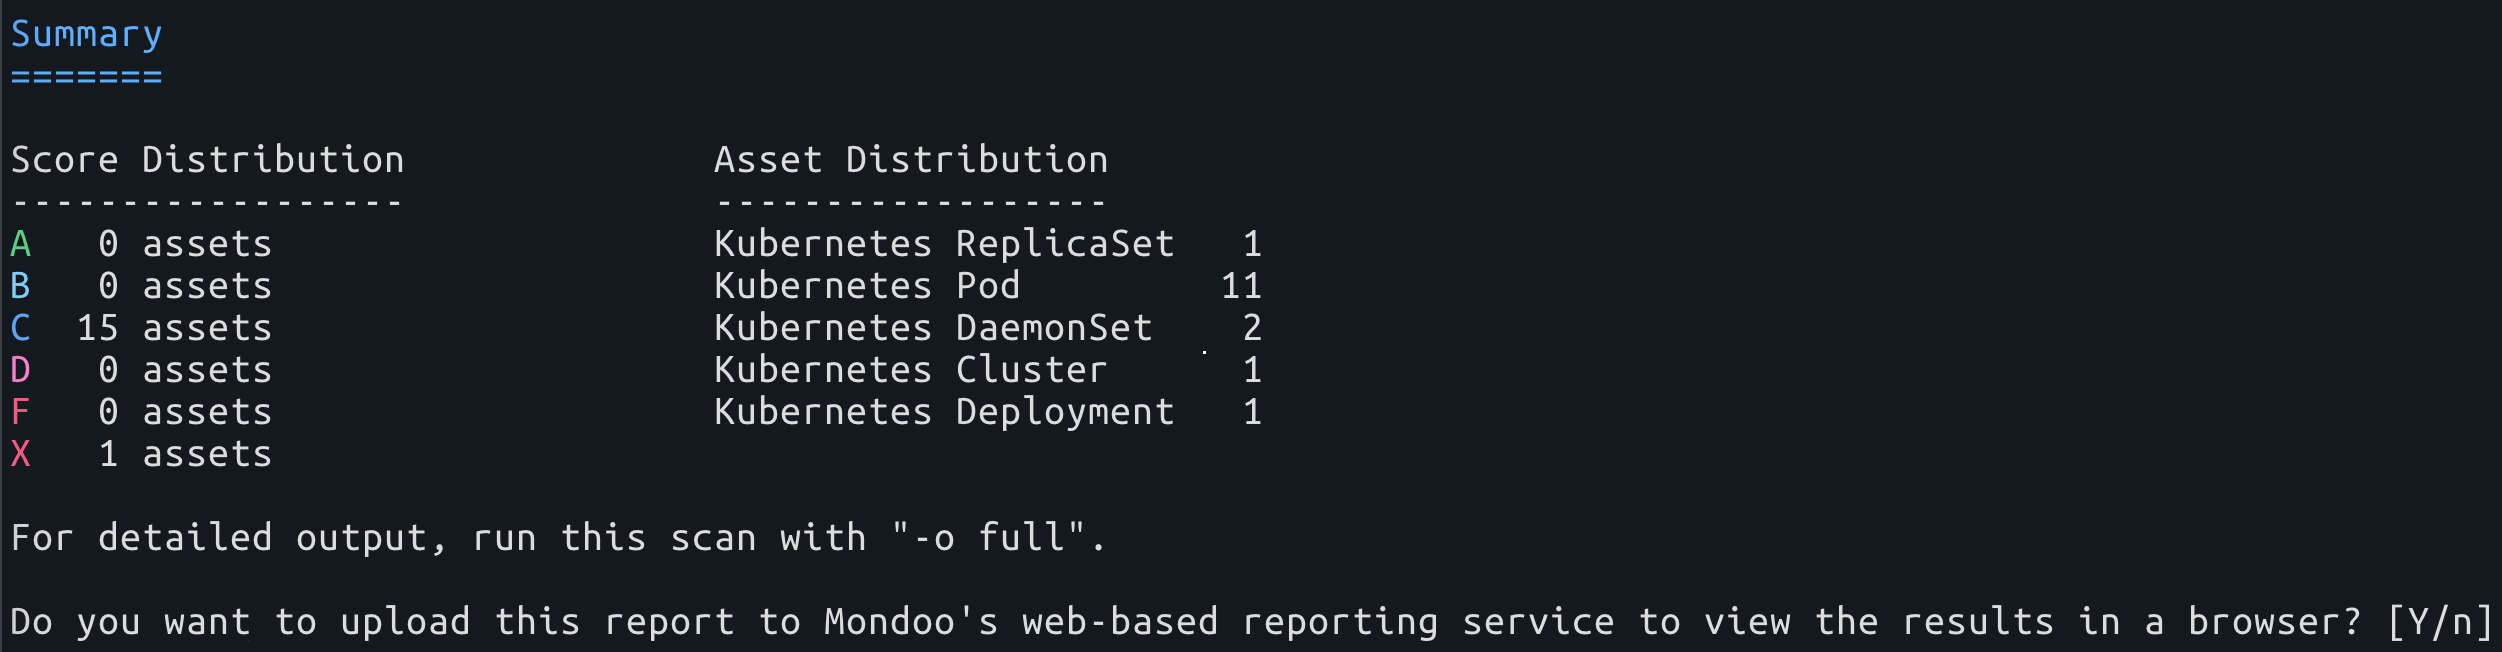 Summary
=======
Score Distribution                Asset Distribution
------------------                ------------------
A   0 assets                      Kubernetes ReplicaSet   1
B   0 assets                      Kubernetes Pod         11
C  15 assets                      Kubernetes DaemonSet    2
D   0 assets                      Kubernetes Cluster      1
F   0 assets                      Kubernetes Deployment   1
X   1 assets
For detailed output, run this scan with "-o full".
Do you want to upload this report to Mondoo's web-based reporting service to view the results in a browser? [Y/n]